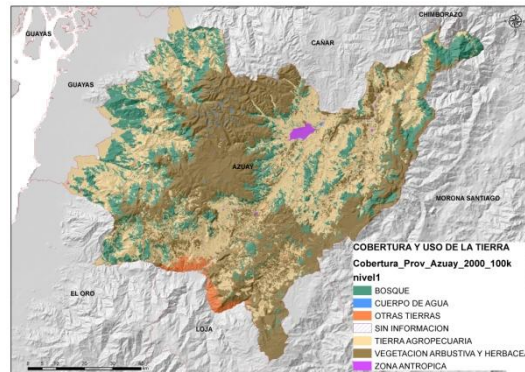 CHIMBORAZO
GUAYAS
CAÑAR
GUAYAS
AZUAY
MORONA SANTIAGO
EL ORO
LOJA
COBERTURA Y USO DE LA TIERRA
Cobertura_Prov_Azuay_2000_100k
nivel1
BOSQUE
CUERPO DE AGUA
OTRAS TIERRAS
SIN INFORMACION
TIERRA AGROPECUARIA
VEGETACION ARBUSTIVA Y HERBACEA
ZONA ANTROPICA